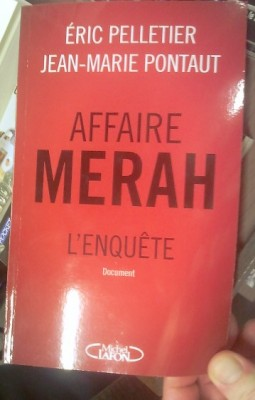 ÉRIC PELLETIER
JEAN-MARIE PONTAUT
AFFAIRE
MERAH
L'ENQUÊTE
Document
Michel
LAFON